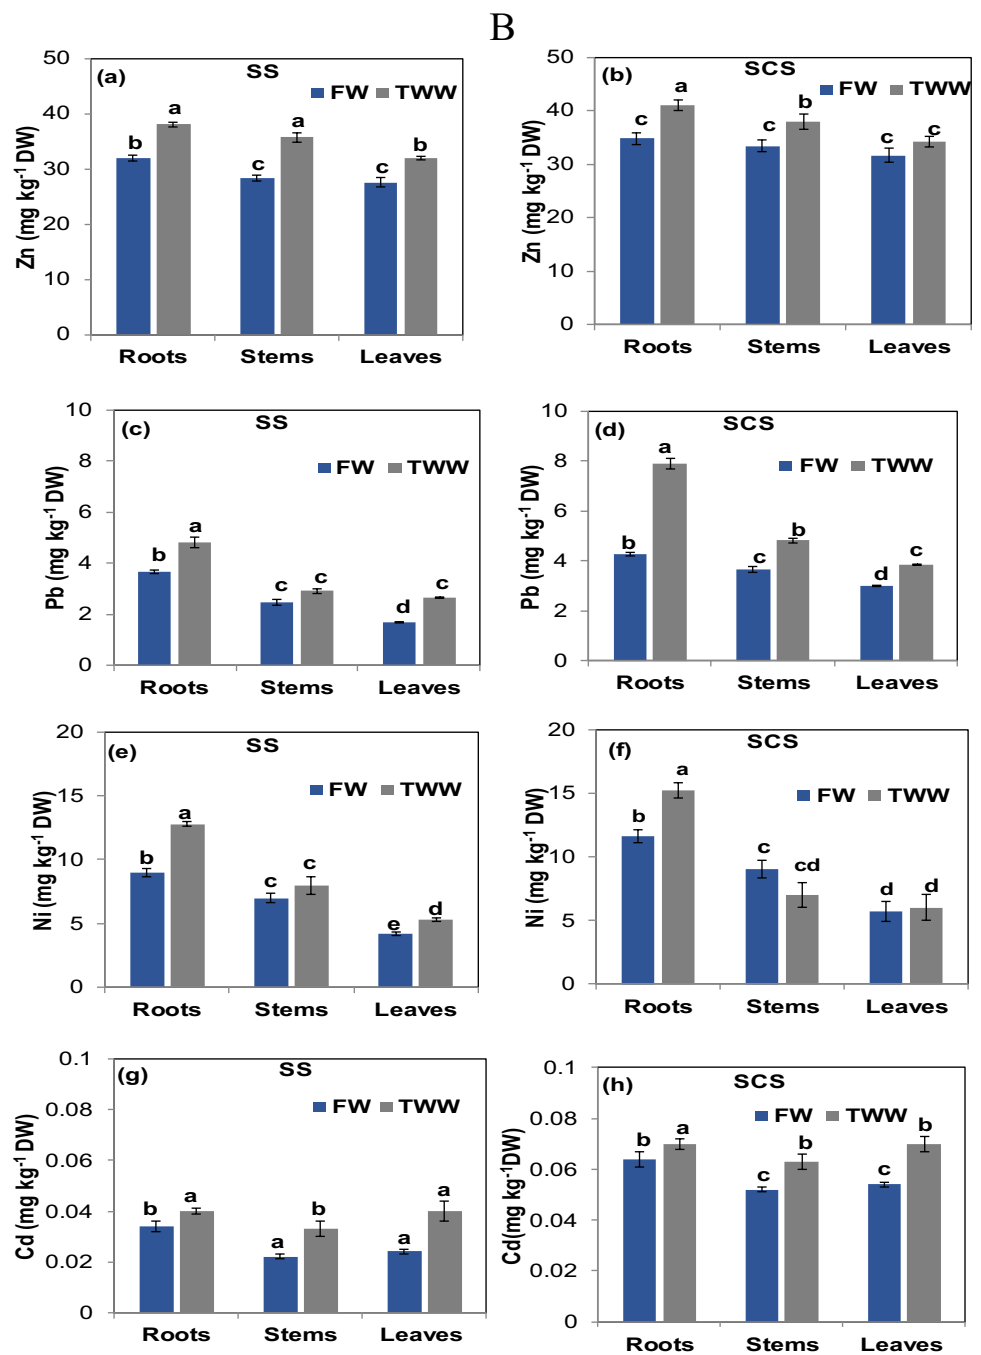 B
(a) SS
FW TWW
Zn (mg kg-1 DW)
50
40
30
20
10
0
b a c a c b
Roots Stems Leaves
(b) SCS
FW TWW
Zn (mg kg-1 DW)
50
40
30
20
10
0
c a c b c c
Roots Stems Leaves
(c) SS
FW TWW
Pb (mg kg-1 DW)
10
8
6
4
2
0
b a c c d c
Roots Stems Leaves
(d) SCS
FW TWW
Pb (mg kg-1 DW)
10
8
6
4
2
0
b a c b d c
Roots Stems Leaves
(e) SS
FW TWW
Ni (mg kg-1 DW)
20
15
10
5
0
b a c c e d
Roots Stems Leaves
(f) SCS
FW TWW
Ni (mg kg-1 DW)
20
15
10
5
0
b a c cd d d
Roots Stems Leaves
(g) SS
FW TWW
Cd (mg kg-1 DW)
0.1
0.08
0.06
0.04
0.02
0
b a a b a a
Roots Stems Leaves
(h) SCS
FW TWW
Cd(mg kg-1DW)
0.1
0.08
0.06
0.04
0.02
0
b a c b c b
Roots Stems Leaves